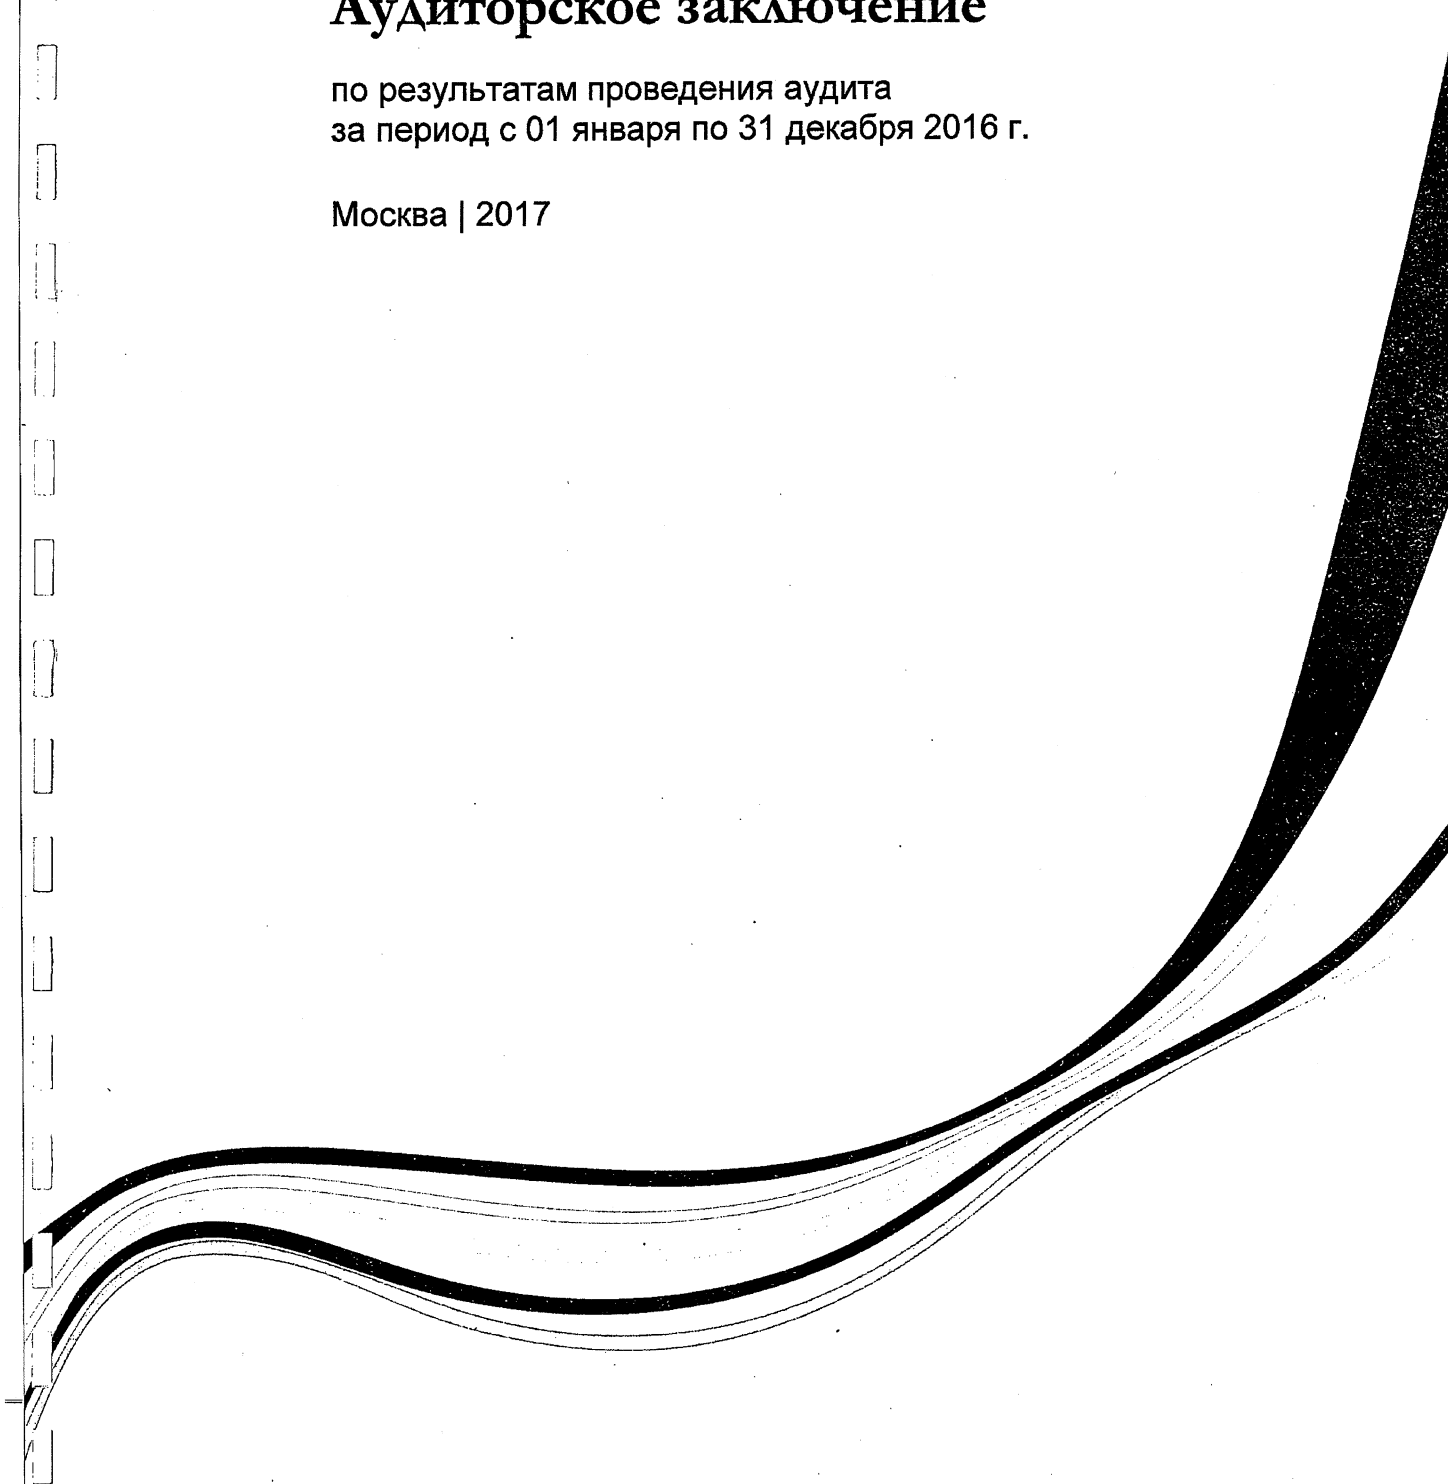 Аудиторское заключение
по результатам проведения аудита
за период с 01 января по 31 декабря 2016 г.
Москва | 2017